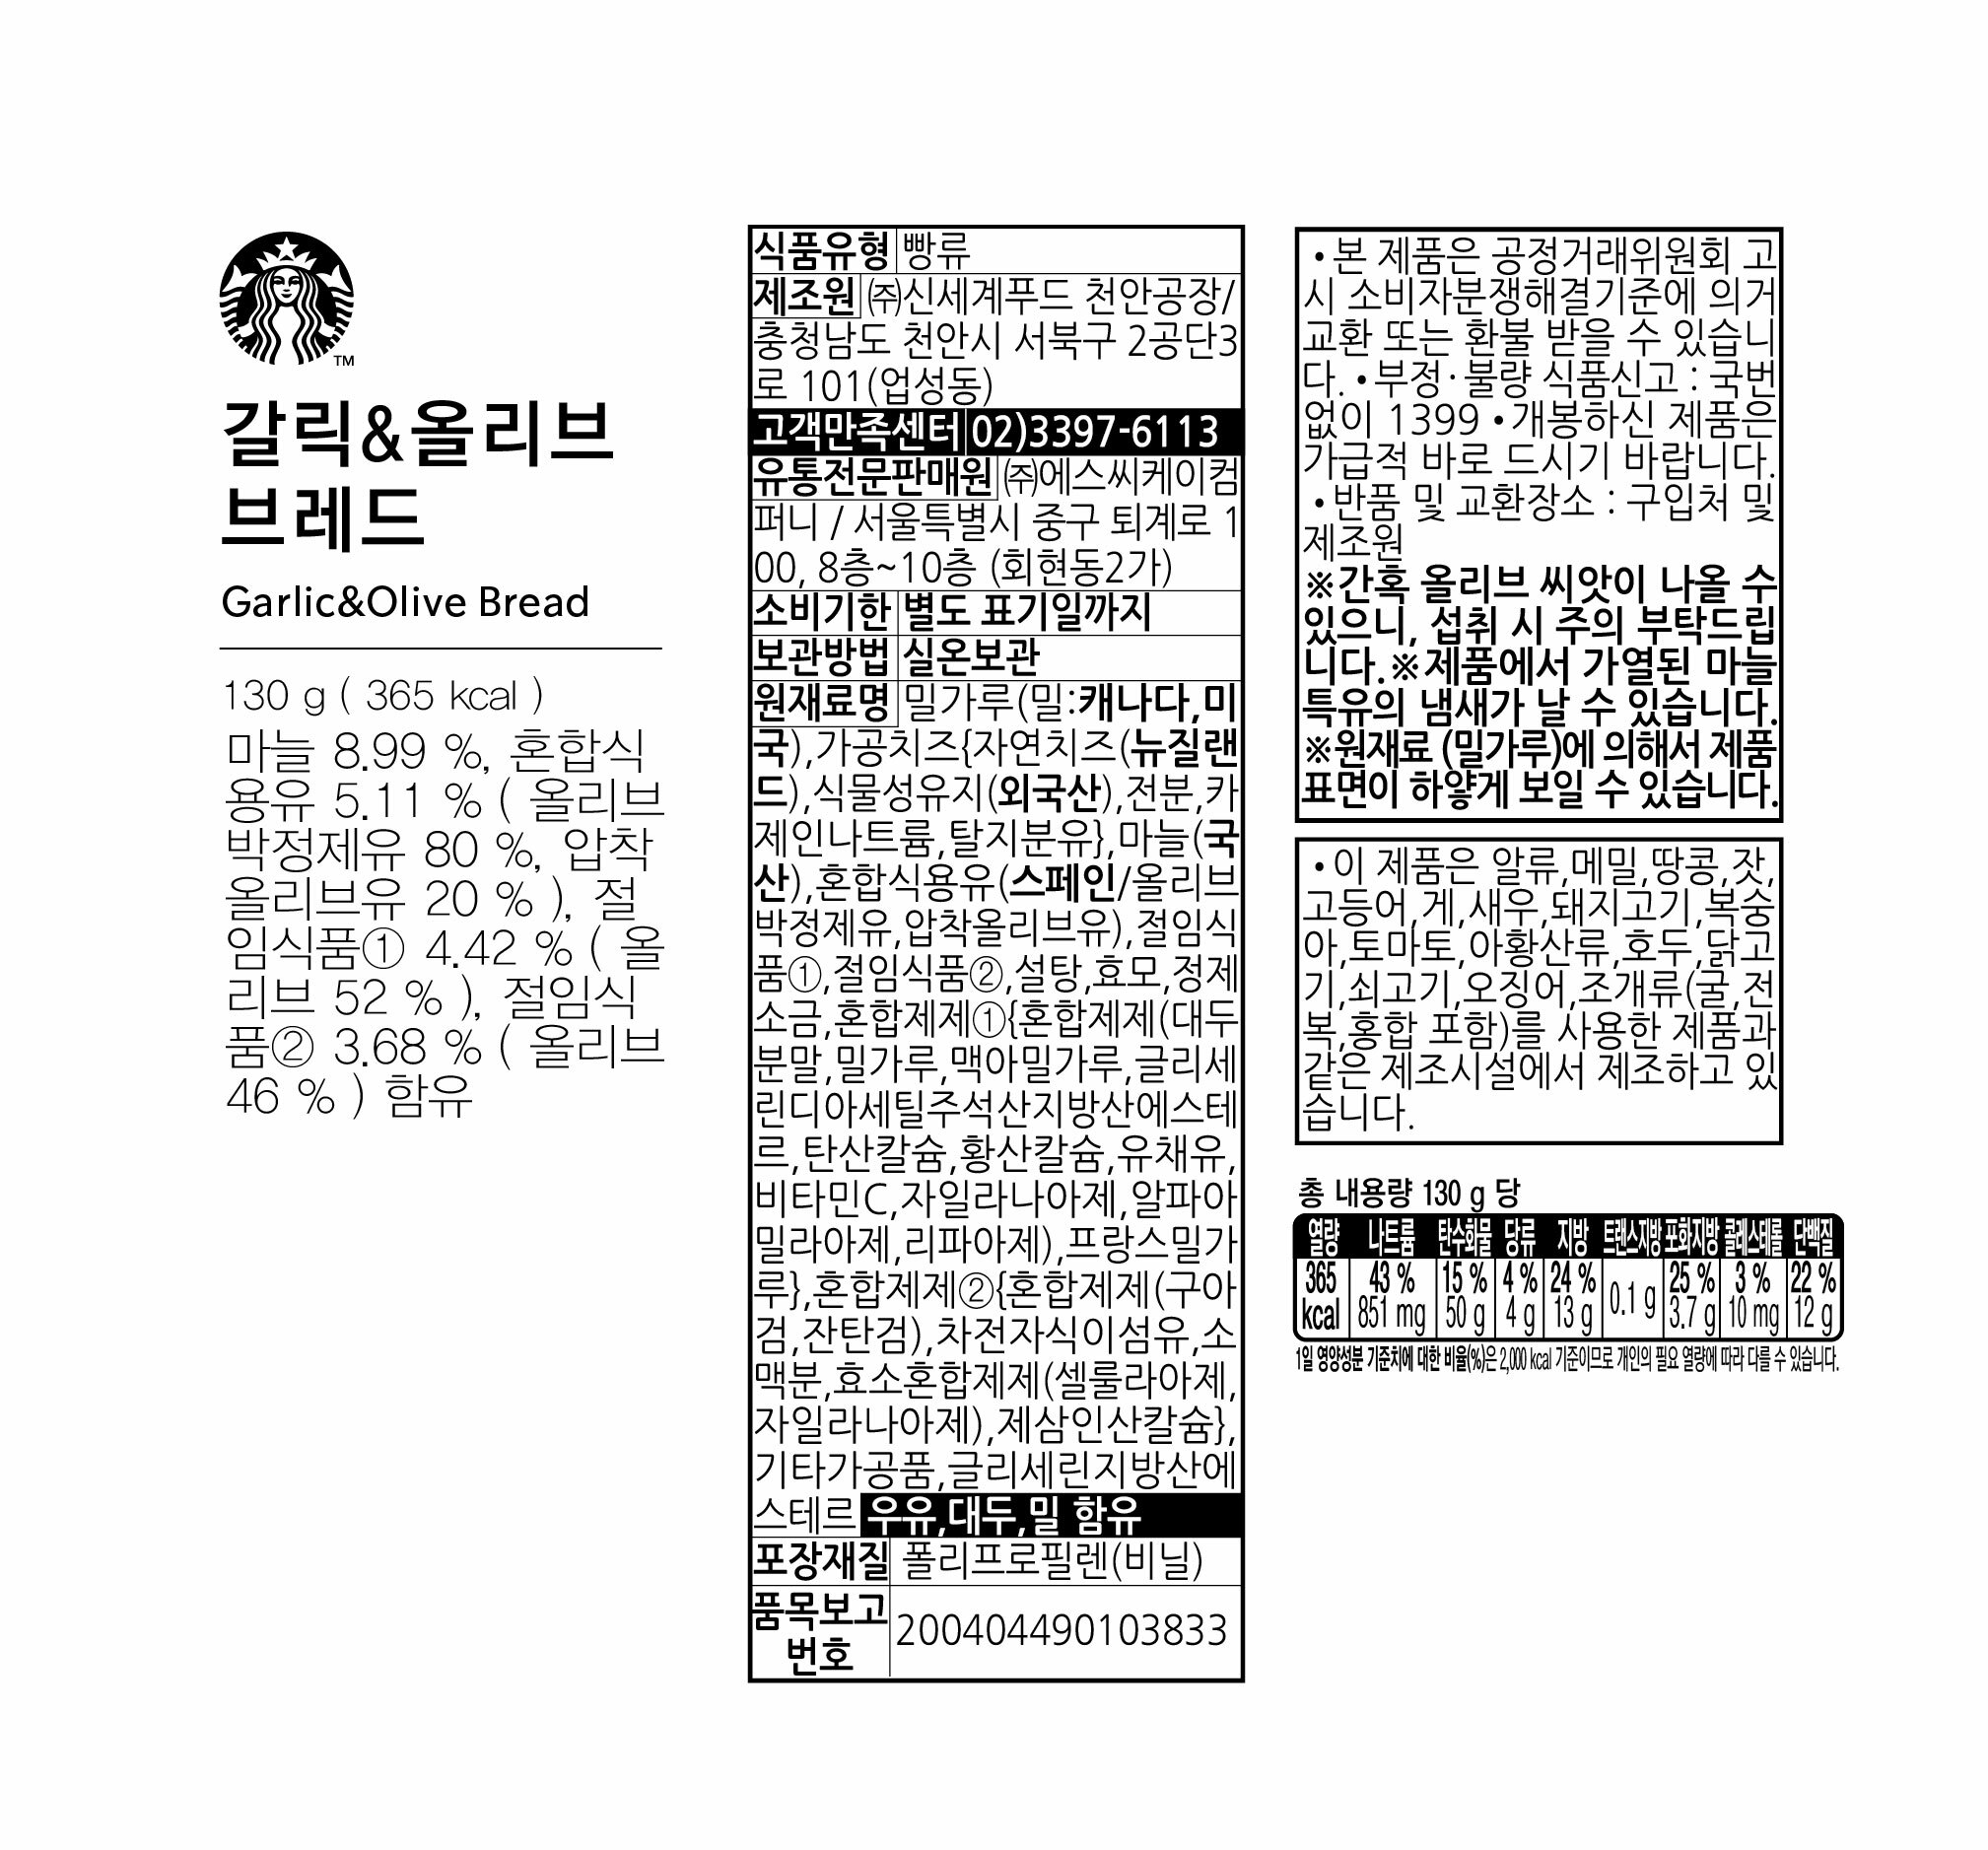 TM
갈릭&올리브
브레드
Garlic&Olive Bread
130 g ( 365 kcal )
마늘 8.99 %, 혼합식
용유 5.11 % ( 올리브
박정제유 80 %, 압착
올리브유 20 % ), 절
임식품① 4.42 % ( 올
리브 52 % ), 절임식
품② 3.68 % ( 올리브
46 % ) 함유
식품유형 빵류
제조원 ㈜신세계푸드 천안공장/
충청남도 천안시 서북구 2공단3
로 101(업성동)
고객만족센터 02)3397-6113
유통전문판매원 ㈜에스씨케이컴
퍼니 / 서울특별시 중구 퇴계로 1
00, 8층~10층 (회현동2가)
소비기한 별도 표기일까지
보관방법 실온보관
원재료명 밀가루(밀:캐나다,미
국),가공치즈{자연치즈(뉴질랜
드),식물성유지(외국산),전분,카
제인나트륨,탈지분유},마늘(국
산),혼합식용유(스페인/올리브
박정제유,압착올리브유),절임식
품①,절임식품②,설탕,효모,정제
소금,혼합제제①{혼합제제(대두
분말,밀가루,맥아밀가루,글리세
린디아세틸주석산지방산에스테
르,탄산칼슘,황산칼슘,유채유,
비타민C,자일라나아제,알파아
밀라아제,리파아제),프랑스밀가
루},혼합제제②{혼합제제(구아
검,잔탄검),차전자식이섬유,소
맥분,효소혼합제제(셀룰라아제,
자일라나아제),제삼인산칼슘},
기타가공품,글리세린지방산에
스테르 우유,대두,밀 함유
포장재질 폴리프로필렌(비닐)
품목보고
번호 200404490103833
•본 제품은 공정거래위원회 고
시 소비자분쟁해결기준에 의거
교환 또는 환불 받을 수 있습니
다.•부정·불량 식품신고 : 국번
없이 1399 •개봉하신 제품은
가급적 바로 드시기 바랍니다.
•반품 및 교환장소 : 구입처 및
제조원
※간혹 올리브 씨앗이 나올 수
있으니, 섭취 시 주의 부탁드립
니다.※제품에서 가열된 마늘
특유의 냄새가 날 수 있습니다.
※원재료 (밀가루)에 의해서 제품
표면이 하얗게 보일 수 있습니다.
•이 제품은 알류,메밀,땅콩,잣,
고등어,게,새우,돼지고기,복숭
아,토마토,아황산류,호두,닭고
기,쇠고기,오징어,조개류(굴,전
복,홍합 포함)를 사용한 제품과
같은 제조시설에서 제조하고 있
습니다.
총 내용량 130 g 당
열량 나트륨 탄수화물 당류 지방 트랜스지방 포화지방 콜레스테롤 단백질
365 43 % 15 % 4 % 24 % 0.1 g 25 % 3 % 22 %
kcal 851 mg 50 g 4 g 13 g 3.7 g 10 mg 12 g
1일 영양성분 기준치에 대한 비율(%)은 2,000 kcal 기준이므로 개인의 필요 열량에 따라 다를 수 있습니다.